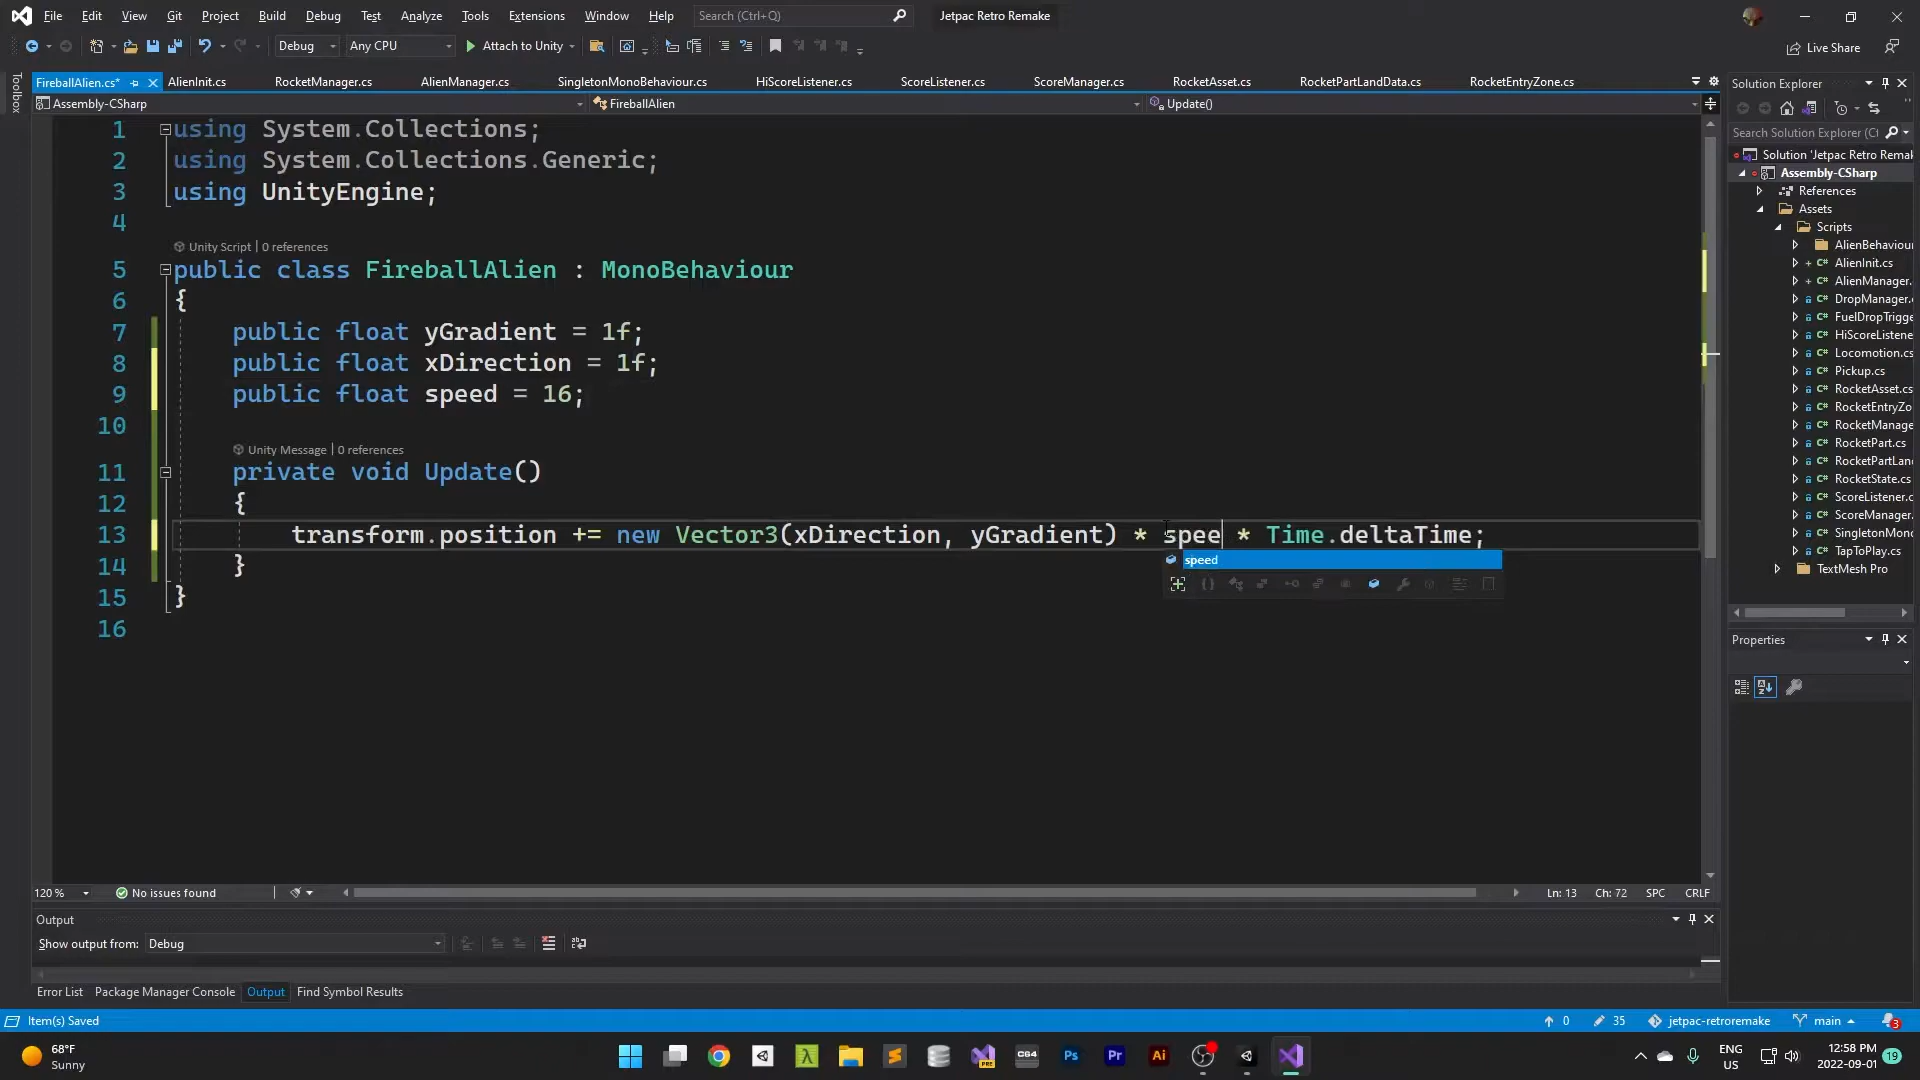 File Edit View Git Project Build Debug Test Analyze Tools Extensions Window Help Search (Ctrl+Q) Jetpac Retro Remake
Debug Any CPU Attach to Unity Live Share
Toolbox
FireballAlien.cs* AlienInit.cs RocketManager.cs AlienManager.cs SingletonMonoBehaviour.cs HiScoreListener.cs ScoreListener.cs ScoreManager.cs RocketAsset.cs RocketPartLandData.cs RocketEntryZone.cs
Assembly-CSharp FireballAlien Update()
1 using System.Collections;
2 using System.Collections.Generic;
3 using UnityEngine;
4
Unity Script | 0 references
5 public class FireballAlien : MonoBehaviour
6 {
7 public float yGradient = 1f;
8 public float xDirection = 1f;
9 public float speed = 16;
10
Unity Message | 0 references
11 private void Update()
12 {
13 transform.position += new Vector3(xDirection, yGradient) * spee * Time.deltaTime;
speed
14 }
15 }
16
120 % No issues found Ln: 13 Ch: 72 SPC CRLF
Output
Show output from: Debug
Error List Package Manager Console Output Find Symbol Results
Solution Explorer
Search Solution Explorer (Ct
Solution 'Jetpac Retro Remak
Assembly-CSharp
References
Assets
Scripts
AlienBehaviour
AlienInit.cs
AlienManager.
DropManager.c
FuelDropTrigge
HiScoreListene
Locomotion.cs
Pickup.cs
RocketAsset.cs
RocketEntryZo
RocketManage
RocketPart.cs
RocketPartLan
RocketState.cs
ScoreListener.c
ScoreManager.
SingletonMono
TapToPlay.cs
TextMesh Pro
Properties
Item(s) Saved 0 35 jetpac-retroremake main 3
68°F
Sunny
PRE C64 Ps Pr Ai
ENG
US
12:58 PM
2022-09-01
19